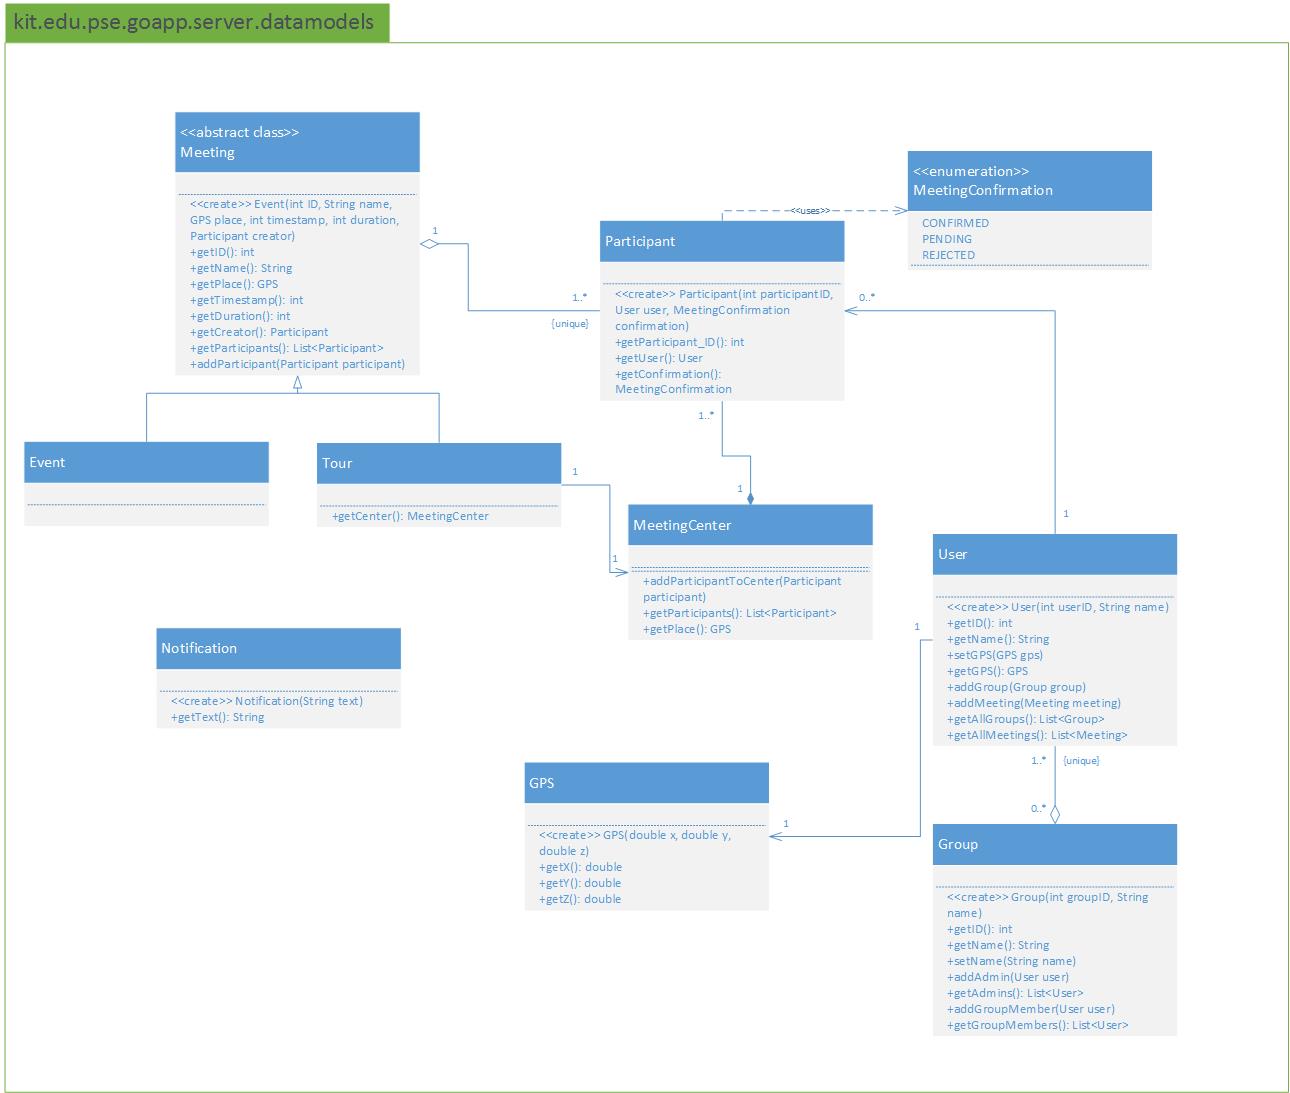 kit.edu.pse.goapp.server.datamodels
<<abstract class>>
Meeting
<<create>> Event(int ID, String name,
GPS place, int timestamp, int duration,
Participant creator)
+getID(): int
+getName(): String
+getPlace(): GPS
+getTimestamp(): int
+getDuration(): int
+getCreator(): Participant
+getParticipants(): List<Participant>
+addParticipant(Participant participant)
1
1..*
{unique}
Participant
<<create>> Participant(int participantID,
User user, MeetingConfirmation
confirmation)
+getParticipant_ID(): int
+getUser(): User
+getConfirmation():
MeetingConfirmation
<<uses>>
<<enumeration>>
MeetingConfirmation
CONFIRMED
PENDING
REJECTED
0..*
1
1..*
1
Event
Tour
+getCenter(): MeetingCenter
1
1
MeetingCenter
+addParticipantToCenter(Participant
participant)
+getParticipants(): List<Participant>
+getPlace(): GPS
User
<<create>> User(int userID, String name)
+getID(): int
+getName(): String
+setGPS(GPS gps)
+getGPS(): GPS
+addGroup(Group group)
+addMeeting(Meeting meeting)
+getAllGroups(): List<Group>
+getAllMeetings(): List<Meeting>
1
1
1..*
{unique}
0..*
Notification
<<create>> Notification(String text)
+getText(): String
GPS
<<create>> GPS(double x, double y,
double z)
+getX(): double
+getY(): double
+getZ(): double
Group
<<create>> Group(int groupID, String
name)
+getID(): int
+getName(): String
+setName(String name)
+addAdmin(User user)
+getAdmins(): List<User>
+addGroupMember(User user)
+getGroupMembers(): List<User>